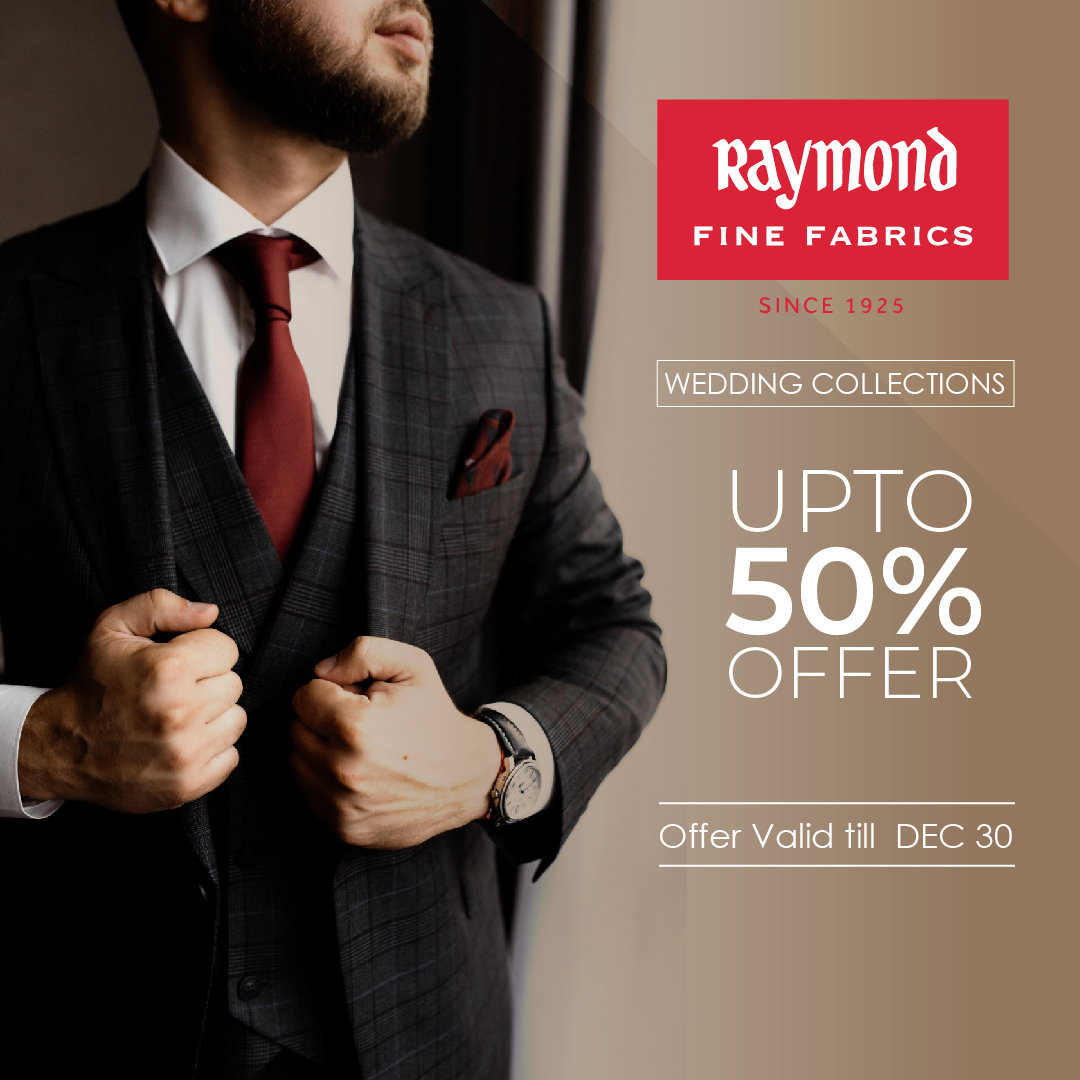 Raymond
FINE FABRICS
SINCE 1925
WEDDING COLLECTIONS
UPTO
50%
OFFER
Offer Valid till DEC 30